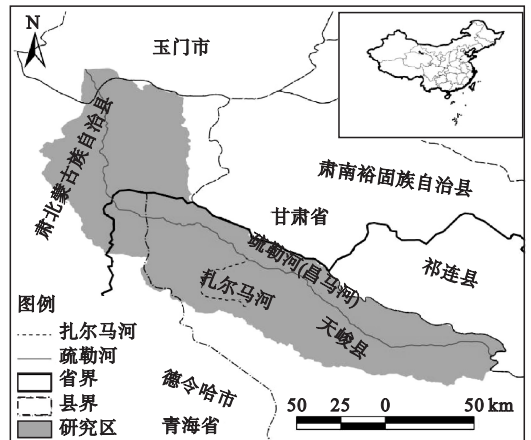 N
玉门市
肃北蒙古族自治县
肃南裕固族自治县
甘肃省
疏勒河(昌马河)
祁连县
扎尔马河
天峻县
图例
扎尔马河
疏勒河
省界
县界
研究区
德令哈市
青海省
50 25 0 50 km